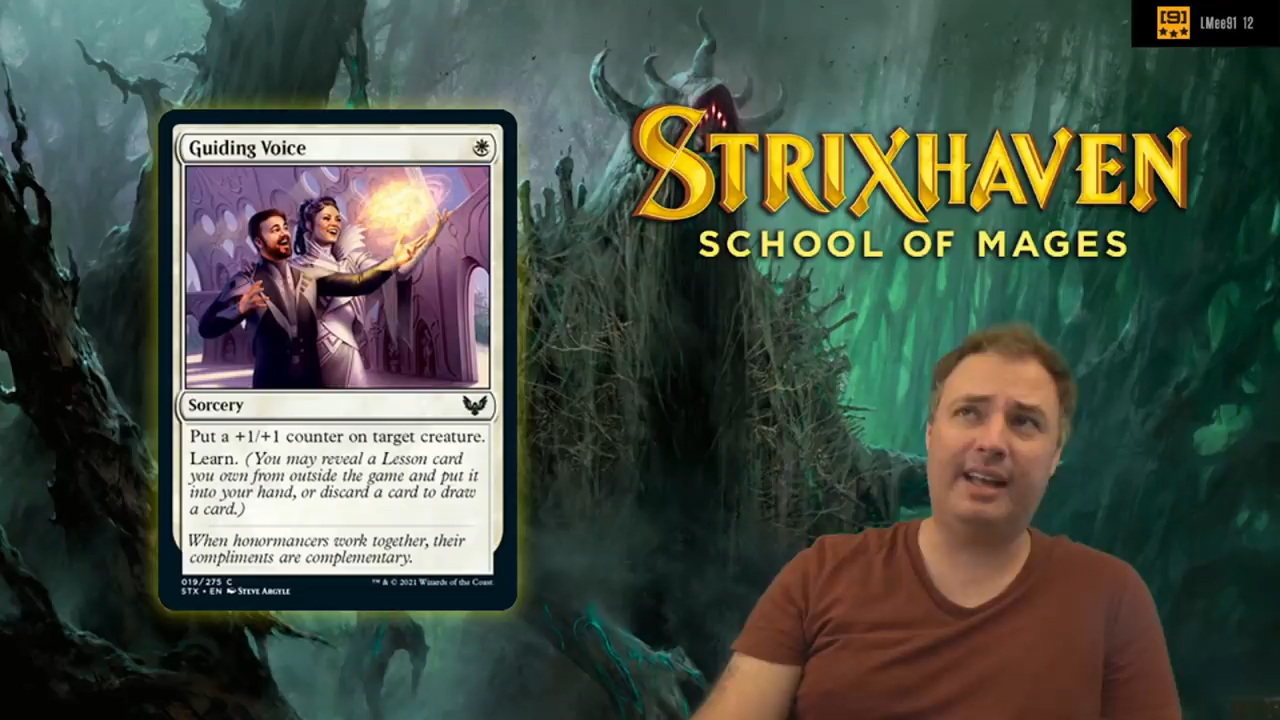 [9]
LMee91 12
Guiding Voice
STRIXHAVEN
SCHOOL OF MAGES
Sorcery
Put a +1/+1 counter on target creature.
Learn. (You may reveal a Lesson card
you own from outside the game and put it
into your hand, or discard a card to draw
a card.)
When honormancers work together, their
compliments are complementary.
019/275 C
STX • EN STEVE ARGYLE
™ & © 2021 Wizards of the Coast